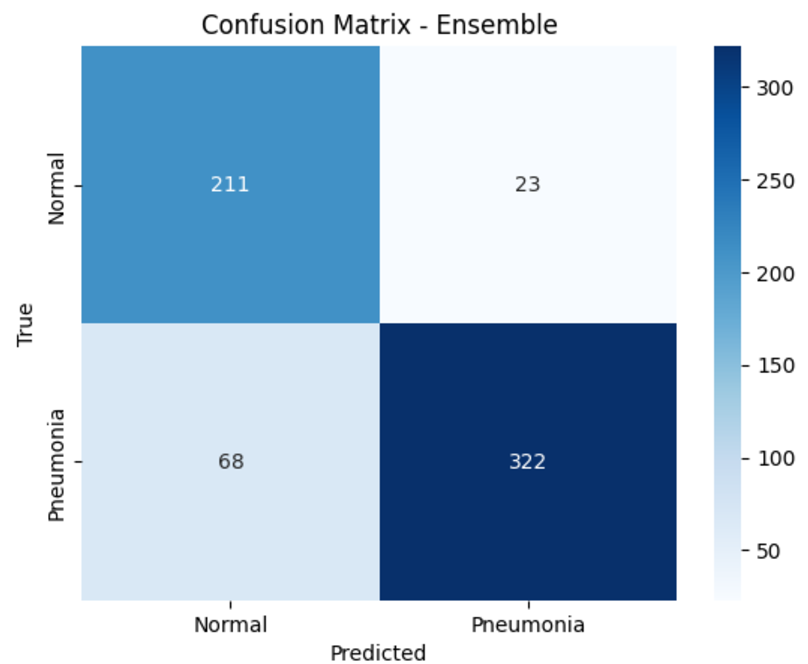 Confusion Matrix - Ensemble
Normal
211
23
Pneumonia
68
322
True
Normal
Pneumonia
Predicted
300
250
200
150
100
50